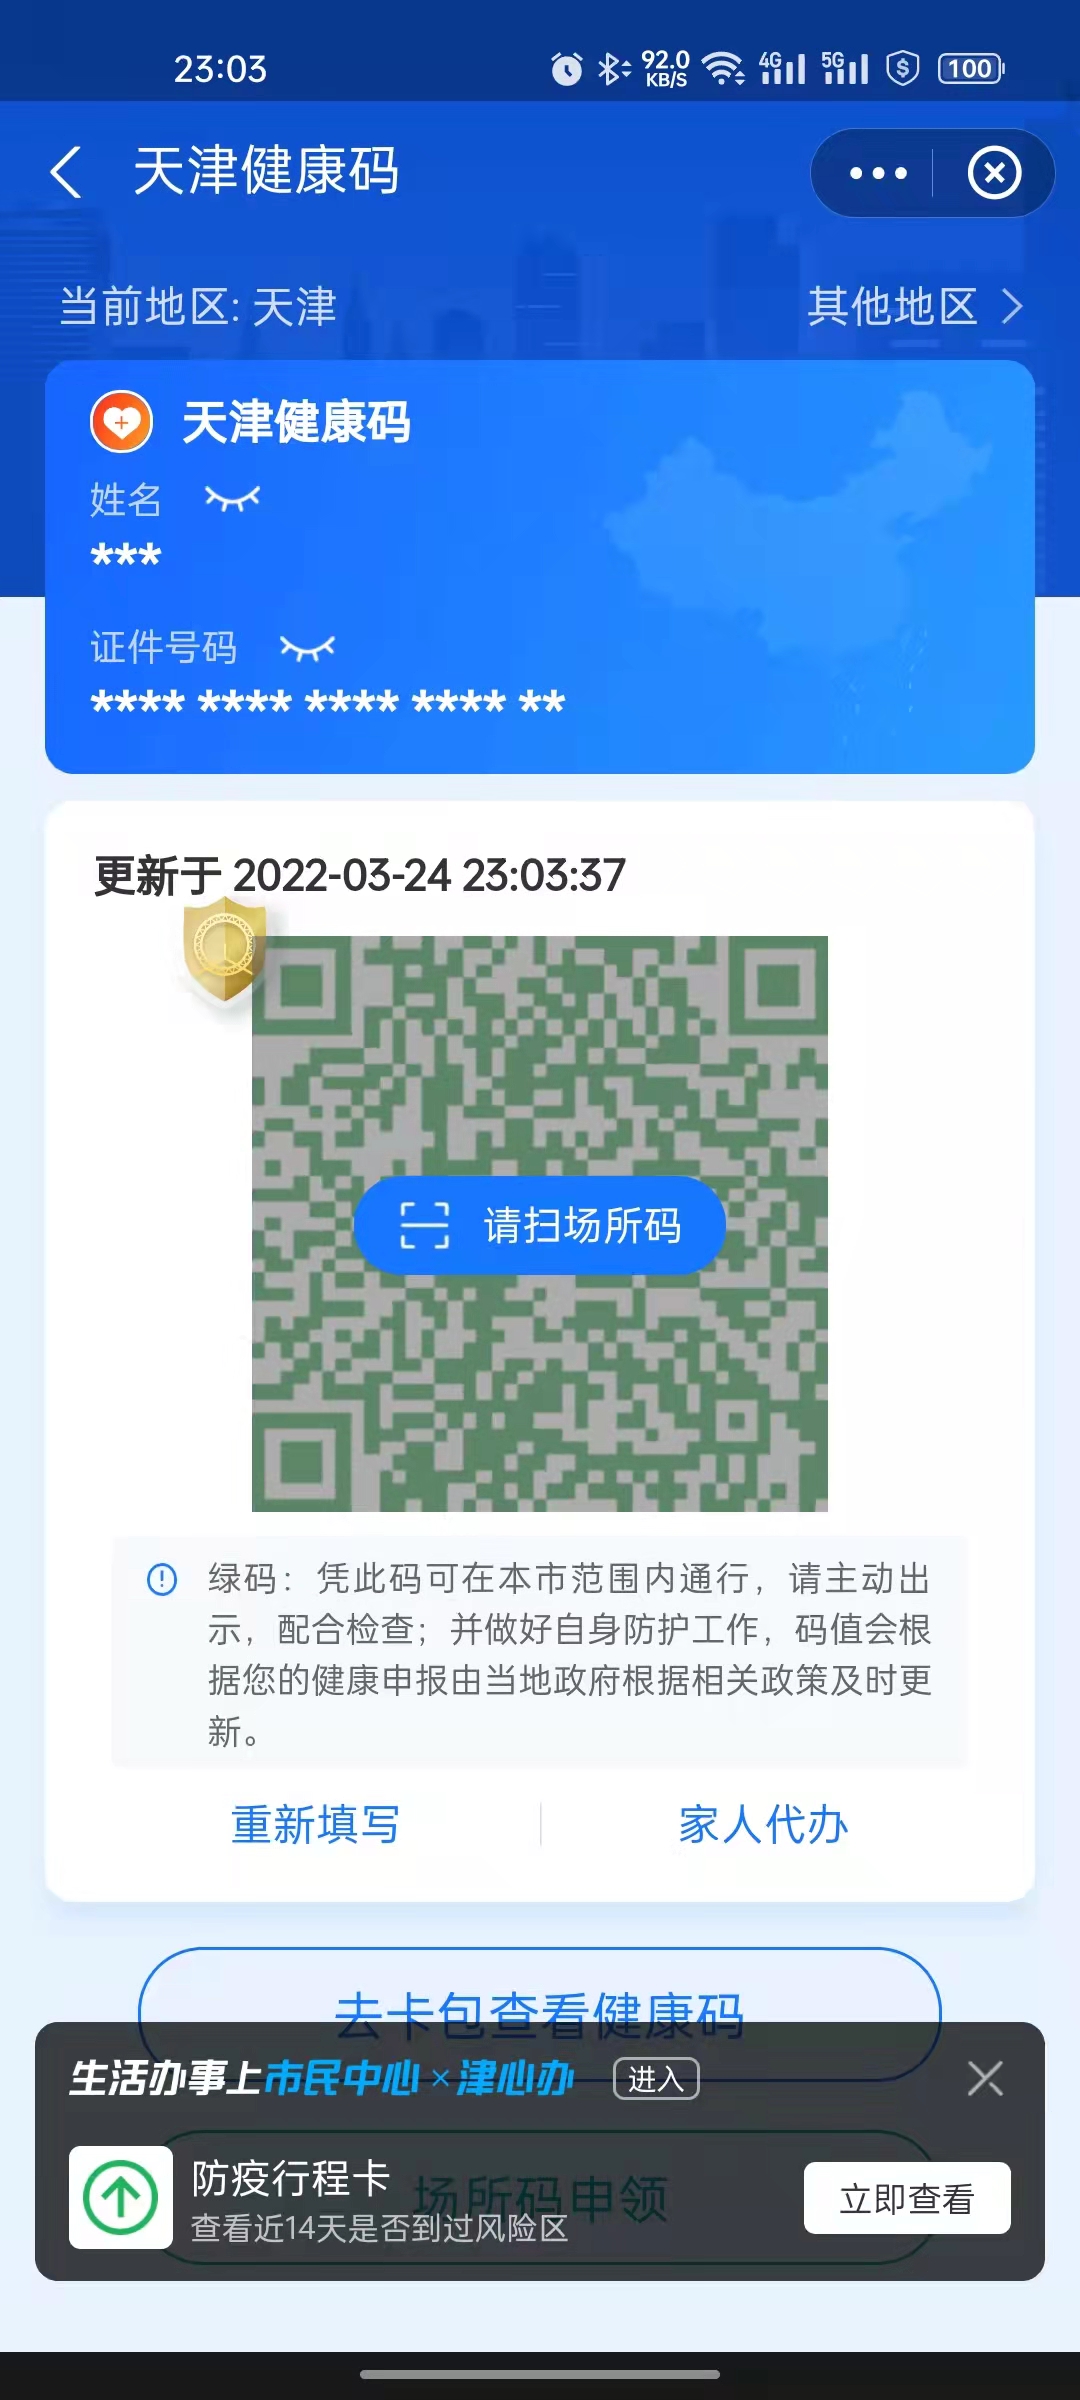 23:03
92.0
KB/S
4G
5G
100
天津健康码
当前地区: 天津
其他地区
天津健康码
姓名
***
证件号码
**** **** **** **** **
更新于 2022-03-24 23:03:37
请扫场所码
绿码：凭此码可在本市范围内通行，请主动出
示，配合检查；并做好自身防护工作，码值会根
据您的健康申报由当地政府根据相关政策及时更
新。
重新填写
家人代办
去卡包查看健康码
生活办事上市民中心×津心办
进入
防疫行程卡
场所码申领
查看近14天是否到过风险区
立即查看